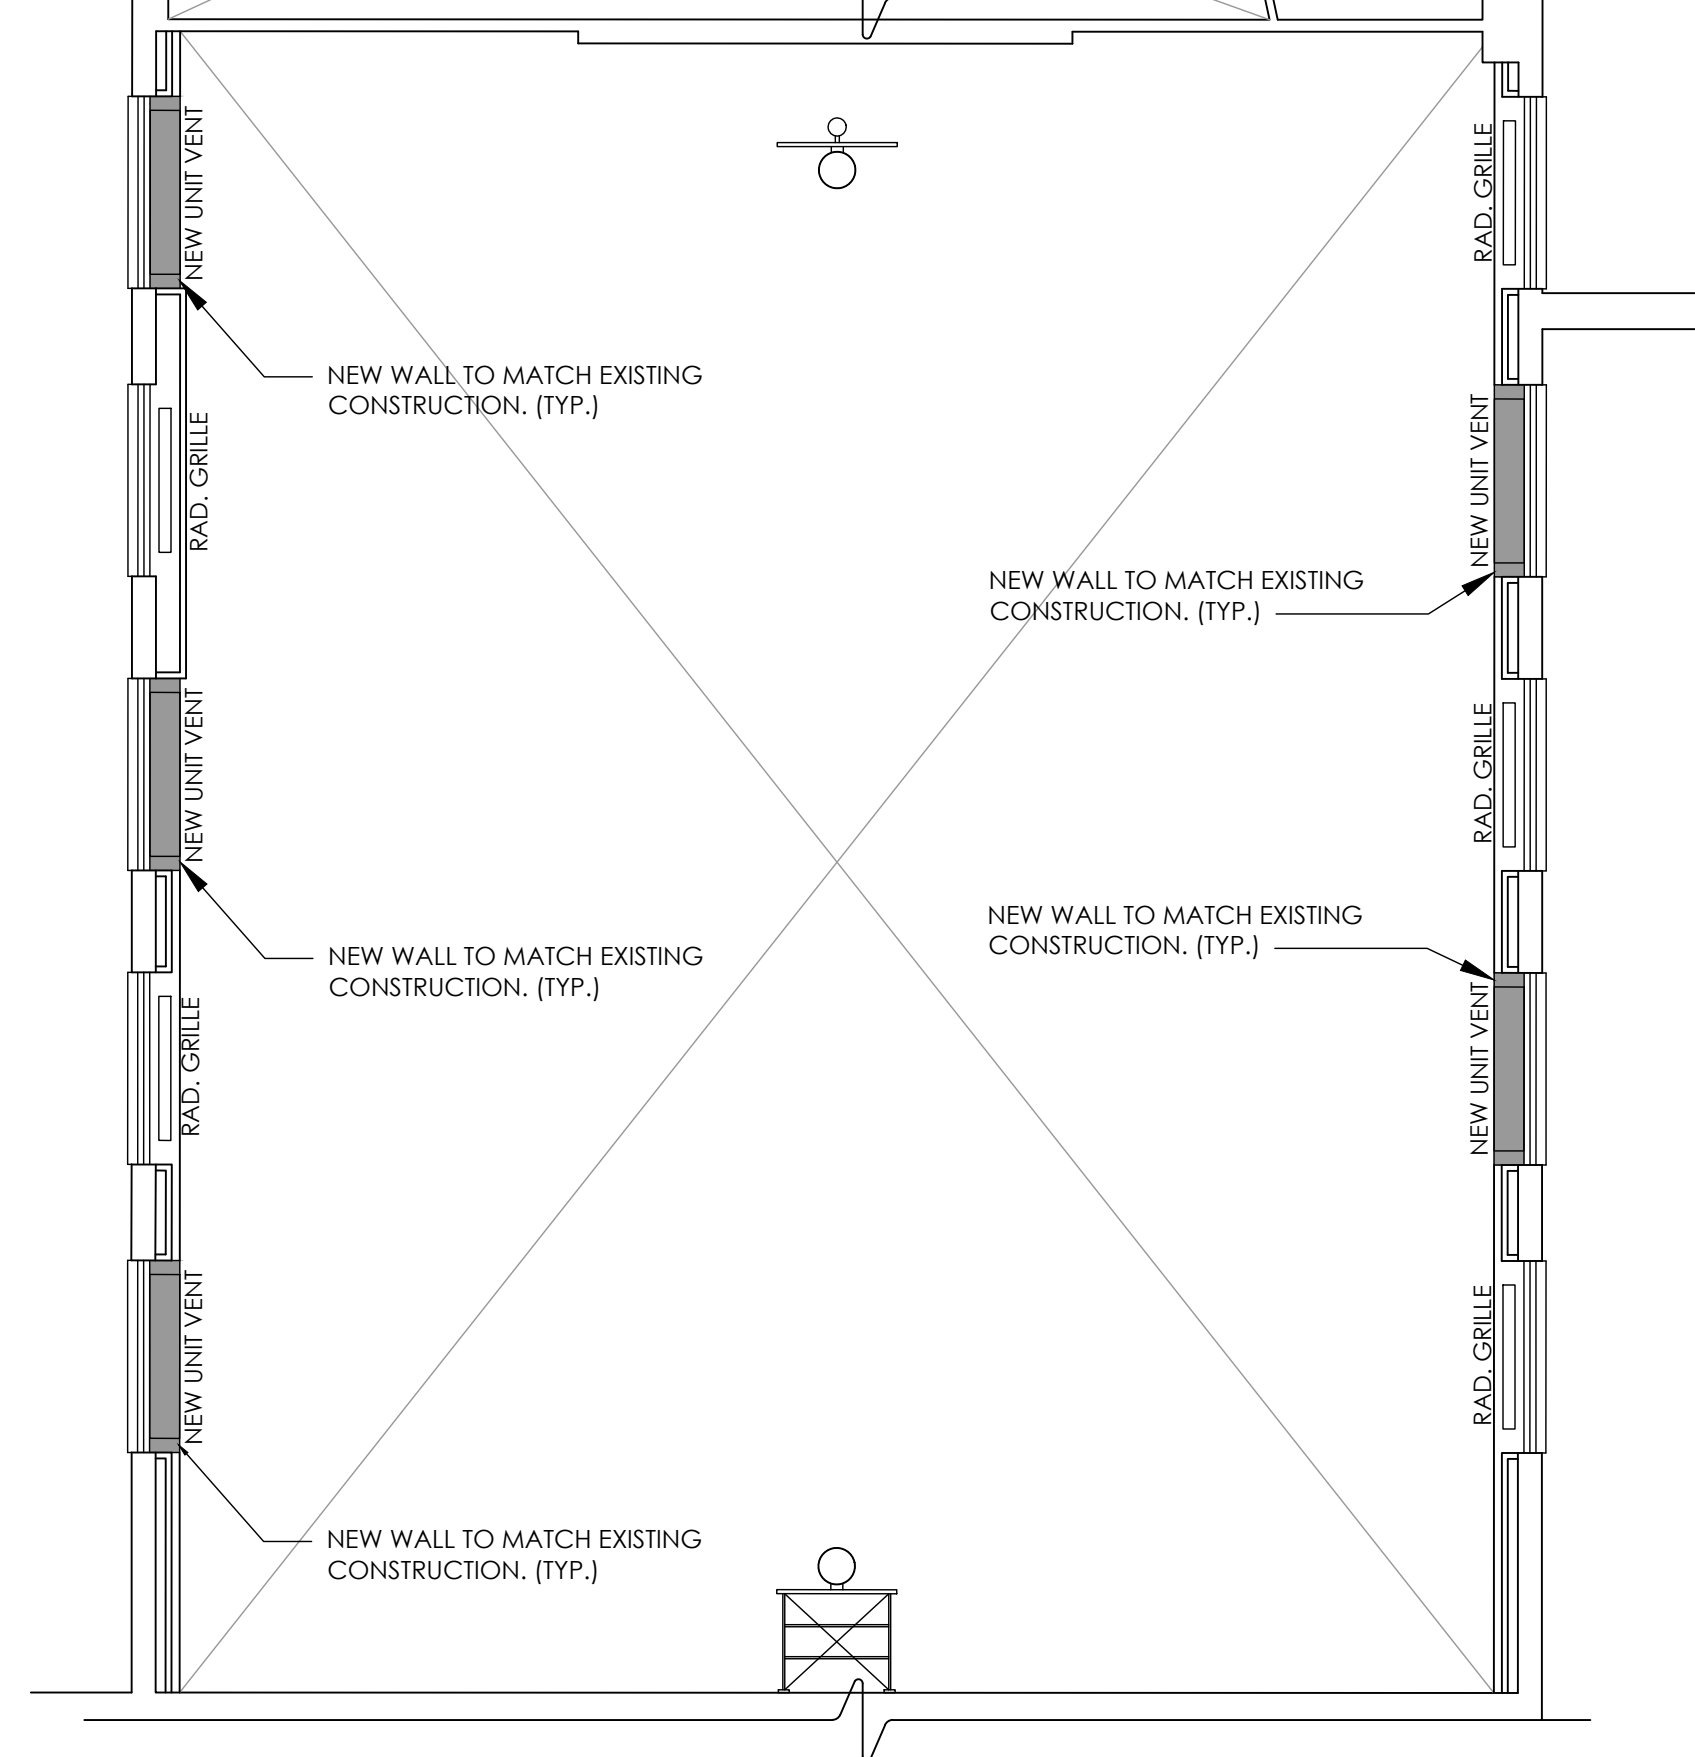 NEW UNIT VENT
RAD. GRILLE
NEW WALL TO MATCH EXISTING
CONSTRUCTION. (TYP.)
RAD. GRILLE
NEW UNIT VENT
NEW WALL TO MATCH EXISTING
CONSTRUCTION. (TYP.)
NEW UNIT VENT
RAD. GRILLE
NEW WALL TO MATCH EXISTING
CONSTRUCTION. (TYP.)
NEW WALL TO MATCH EXISTING
CONSTRUCTION. (TYP.)
RAD. GRILLE
NEW UNIT VENT
NEW UNIT VENT
RAD. GRILLE
NEW WALL TO MATCH EXISTING
CONSTRUCTION. (TYP.)